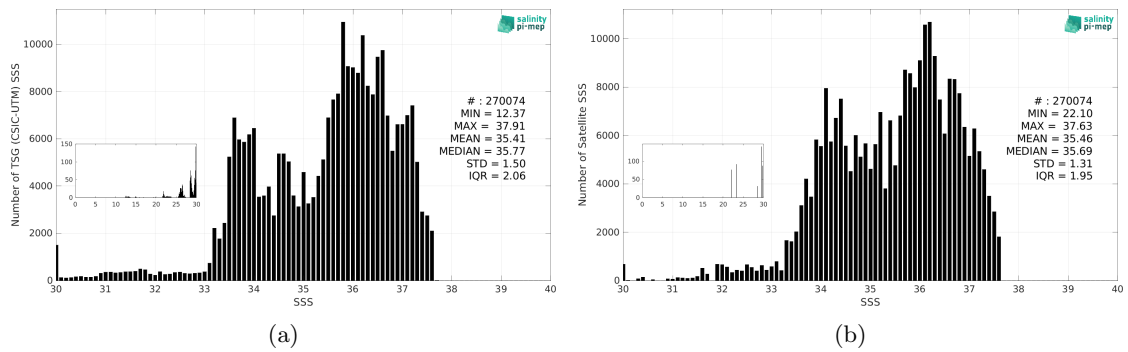 salinity
pi-mep
Number of TSG (CSIC-UTM) SSS
10000
8000
6000
4000
2000
0
# : 270074
MIN = 12.37
MAX = 37.91
MEAN = 35.41
MEDIAN = 35.77
STD = 1.50
IQR = 2.06
150
100
50
0
0 5 10 15 20 25 30
30 31 32 33 34 35 36 37 38 39 40
SSS
(a)
salinity
pi-mep
Number of Satellite SSS
10000
8000
6000
4000
2000
0
# : 270074
MIN = 22.10
MAX = 37.63
MEAN = 35.46
MEDIAN = 35.69
STD = 1.31
IQR = 1.95
150
100
50
0
0 5 10 15 20 25 30
30 31 32 33 34 35 36 37 38 39 40
SSS
(b)